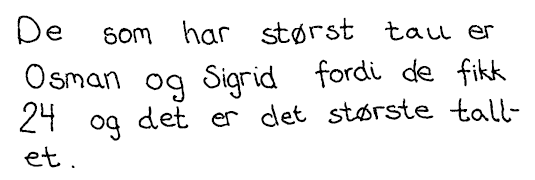 De som har størst tall er
Osman og Sigrid fordi de fikk
24 og det er det største tall-
et.